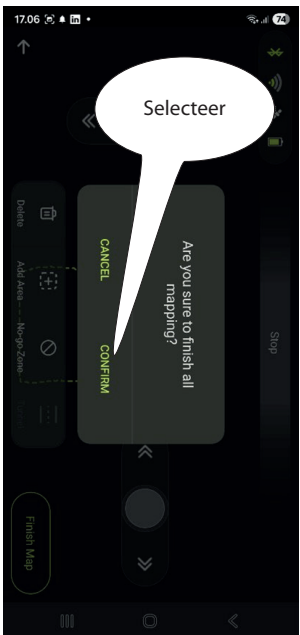 17.06
74
Selecteer
Stop
Are you sure to finish all
mapping?
CANCEL
CONFIRM
Delete
Add Area
No-go Zone
Finish Map